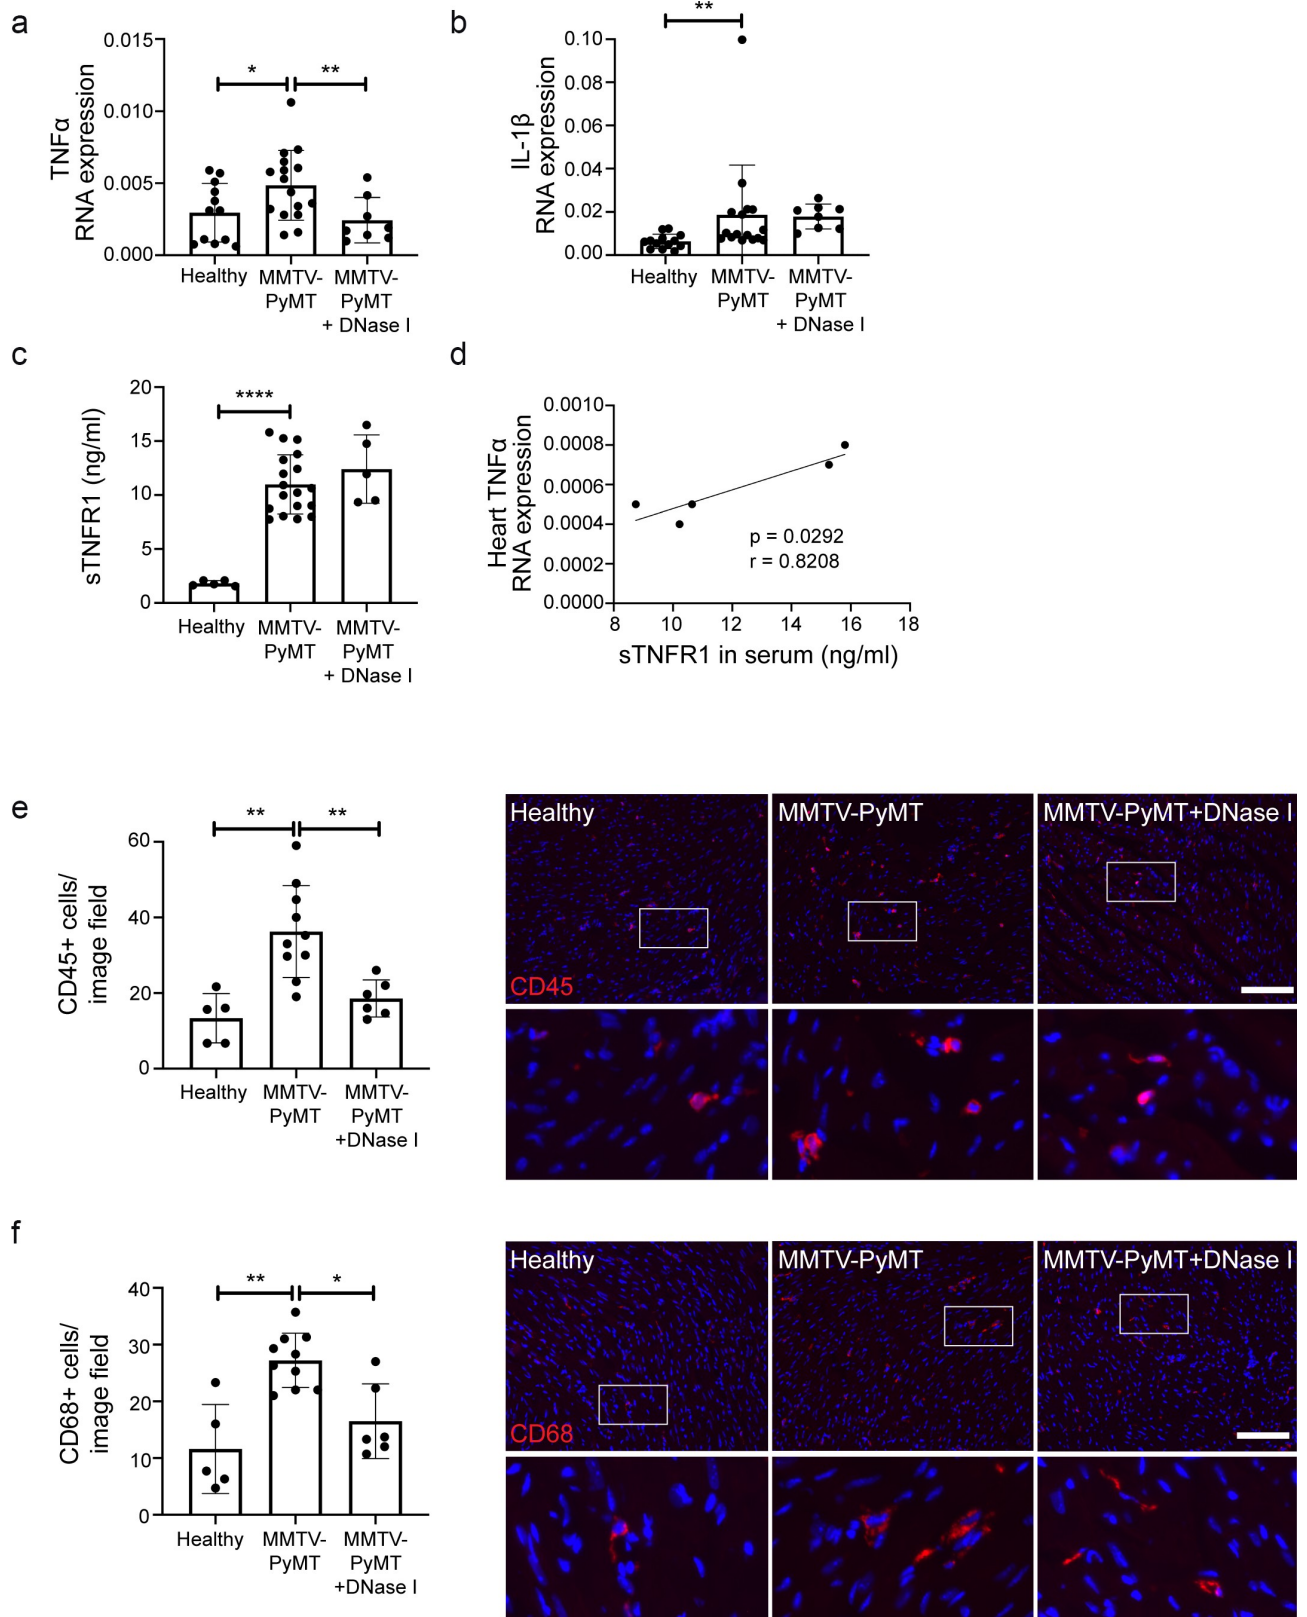 a
TNFα
RNA expression
0.015
0.010
0.005
0.000
*
**
Healthy
MMTV-
PyMT
MMTV-
PyMT
+ DNase I
b
IL-1β
RNA expression
0.10
0.08
0.06
0.04
0.02
0.00
**
Healthy
MMTV-
PyMT
MMTV-
PyMT
+ DNase I
c
sTNFR1 (ng/ml)
20
15
10
5
0
****
Healthy
MMTV-
PyMT
MMTV-
PyMT
+ DNase I
d
Heart TNFα
RNA expression
0.0010
0.0008
0.0006
0.0004
0.0002
0.0000
p = 0.0292
r = 0.8208
8 10 12 14 16 18
sTNFR1 in serum (ng/ml)
e
CD45+ cells/
image field
60
40
20
0
**
**
Healthy
MMTV-
PyMT
MMTV-
PyMT
+DNase I
Healthy
MMTV-PyMT
MMTV-PyMT+DNase I
CD45
f
CD68+ cells/
image field
40
30
20
10
0
**
*
Healthy
MMTV-
PyMT
MMTV-
PyMT
+DNase I
Healthy
MMTV-PyMT
MMTV-PyMT+DNase I
CD68